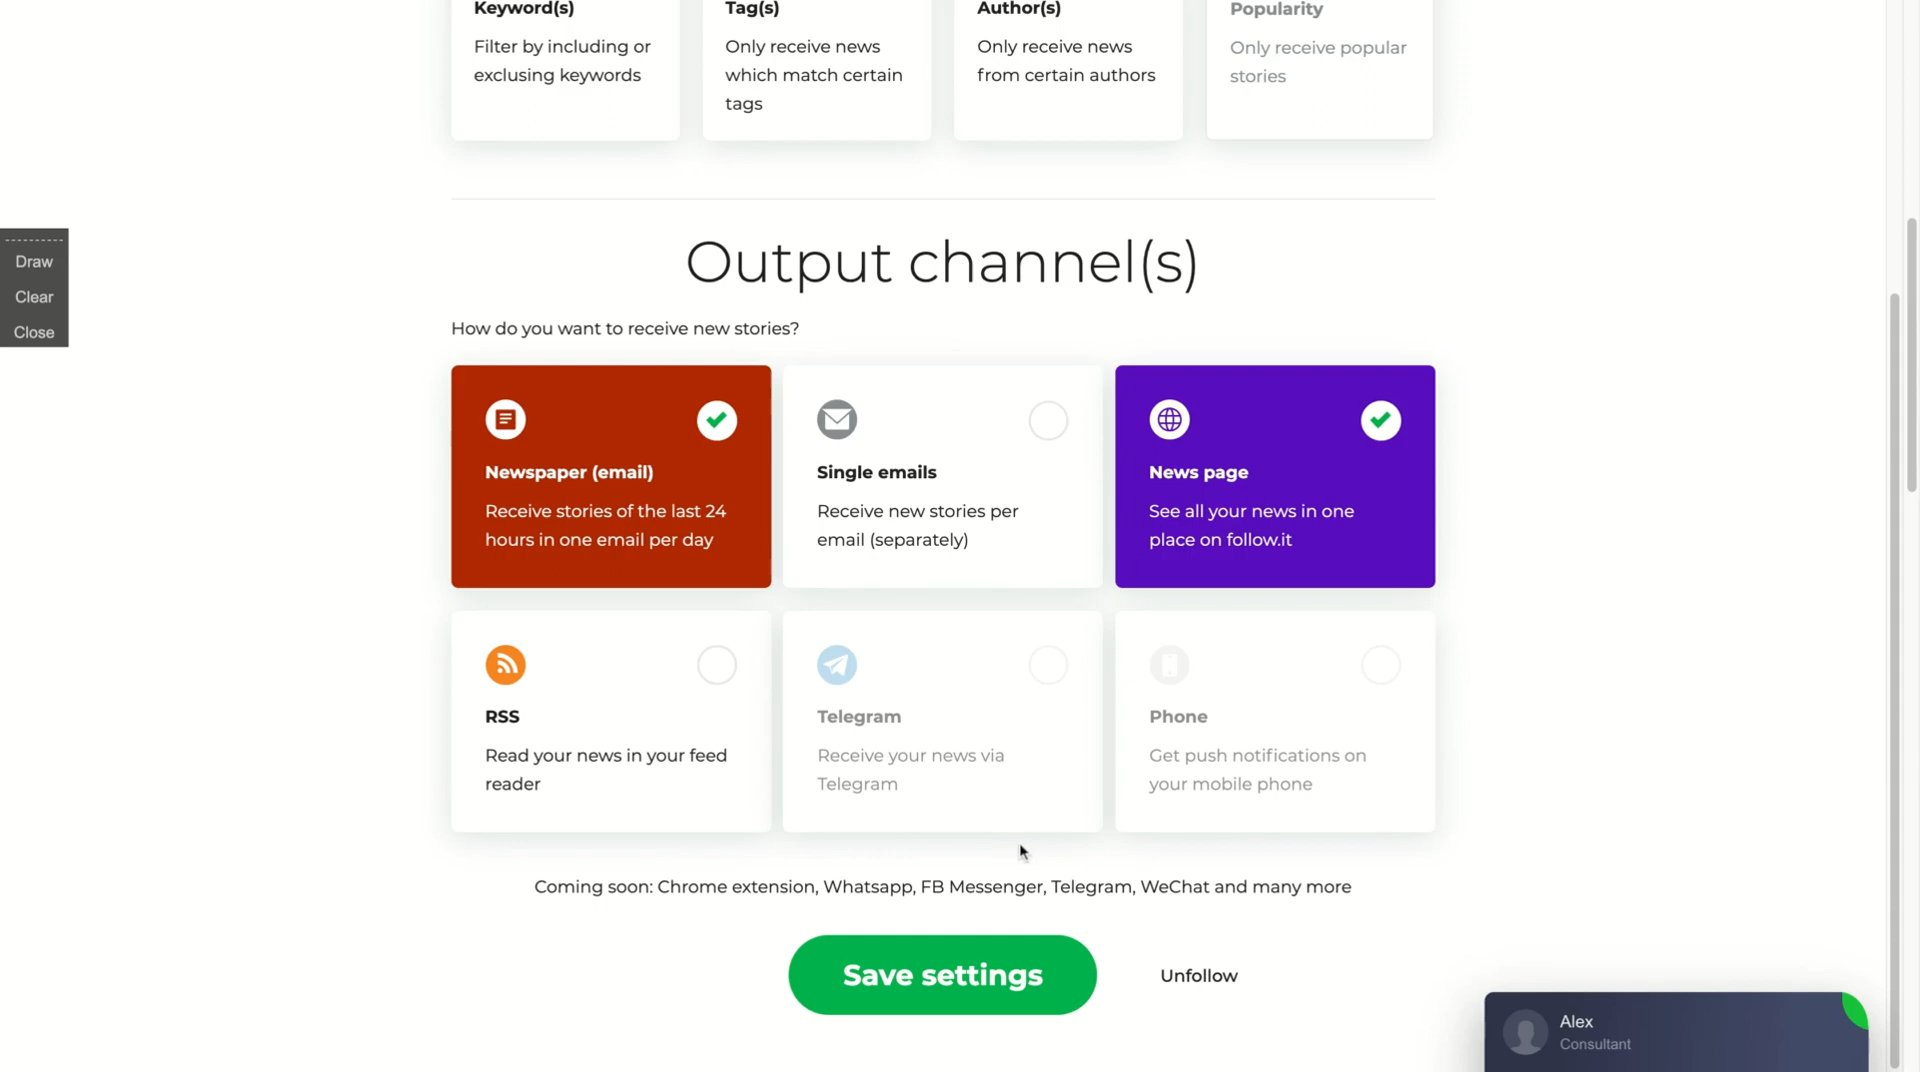 Keyword(s)
Filter by including or
exclusing keywords
Tag(s)
Only receive news
which match certain
tags
Author(s)
Only receive news
from certain authors
Popularity
Only receive popular
stories
Draw
Clear
Close
Output channel(s)
How do you want to receive new stories?
Newspaper (email)
Receive stories of the last 24
hours in one email per day
Single emails
Receive new stories per
email (separately)
News page
See all your news in one
place on follow.it
RSS
Read your news in your feed
reader
Telegram
Receive your news via
Telegram
Phone
Get push notifications on
your mobile phone
Coming soon: Chrome extension, Whatsapp, FB Messenger, Telegram, WeChat and many more
Save settings
Unfollow
Alex
Consultant